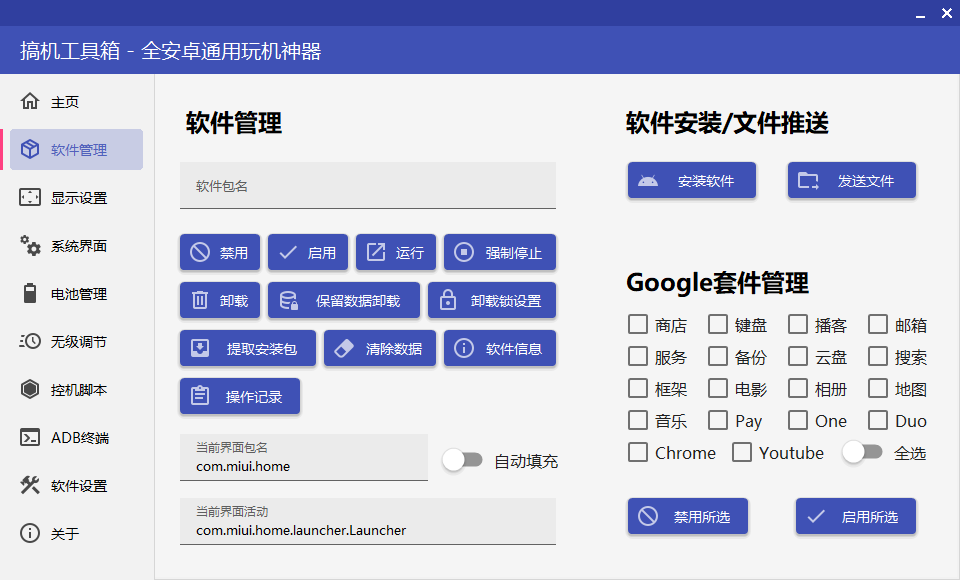 搞机工具箱 - 全安卓通用玩机神器
主页
软件管理
显示设置
系统界面
电池管理
无级调节
控机脚本
ADB终端
软件设置
关于
软件管理
软件包名
禁用 启用 运行 强制停止
卸载 保留数据卸载 卸载锁设置
提取安装包 清除数据 软件信息
操作记录
当前界面包名
com.miui.home
自动填充
当前界面活动
com.miui.home.launcher.Launcher
软件安装/文件推送
安装软件 发送文件
Google套件管理
商店 键盘 播客 邮箱
服务 备份 云盘 搜索
框架 电影 相册 地图
音乐 Pay One Duo
Chrome Youtube 全选
禁用所选 启用所选